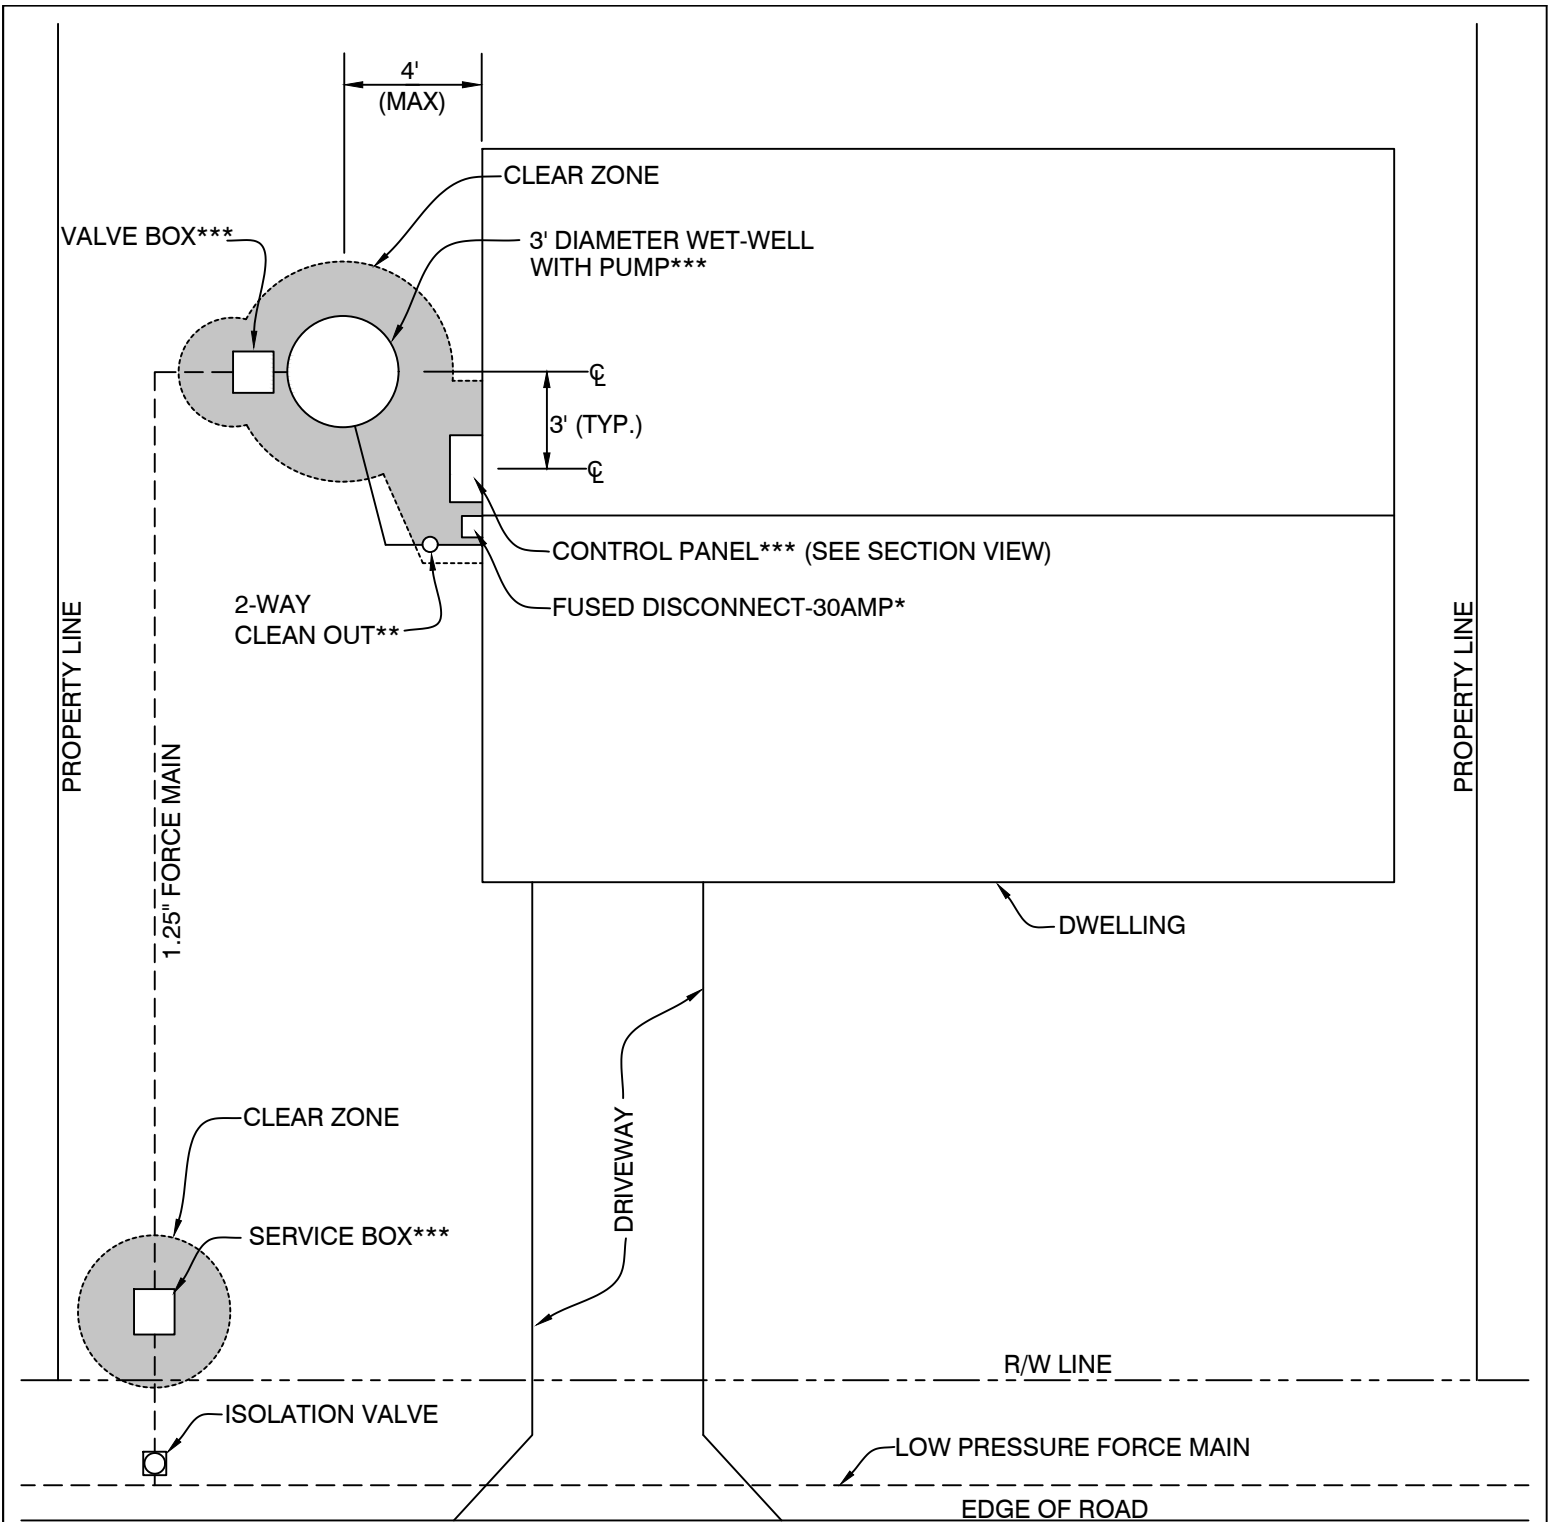 4'
(MAX)
CLEAR ZONE
VALVE BOX***
3' DIAMETER WET-WELL
WITH PUMP***
℄
3' (TYP.)
℄
CONTROL PANEL*** (SEE SECTION VIEW)
FUSED DISCONNECT-30AMP*
2-WAY
CLEAN OUT**
PROPERTY LINE
PROPERTY LINE
1.25" FORCE MAIN
DWELLING
CLEAR ZONE
DRIVEWAY
SERVICE BOX***
R/W LINE
ISOLATION VALVE
LOW PRESSURE FORCE MAIN
EDGE OF ROAD